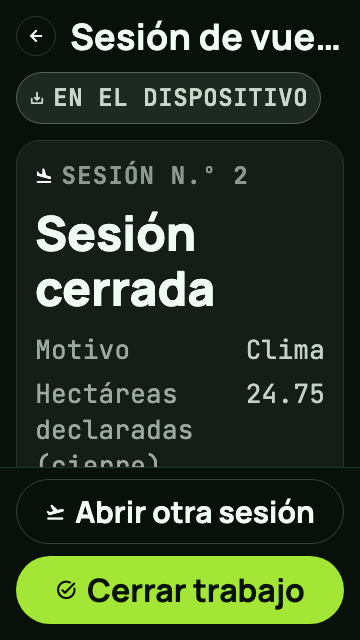 Sesión de vue…
EN EL DISPOSITIVO
SESIÓN N.° 2
Sesión
cerrada
Motivo Clima
Hectáreas 24.75
declaradas
(cierre)
Abrir otra sesión
Cerrar trabajo